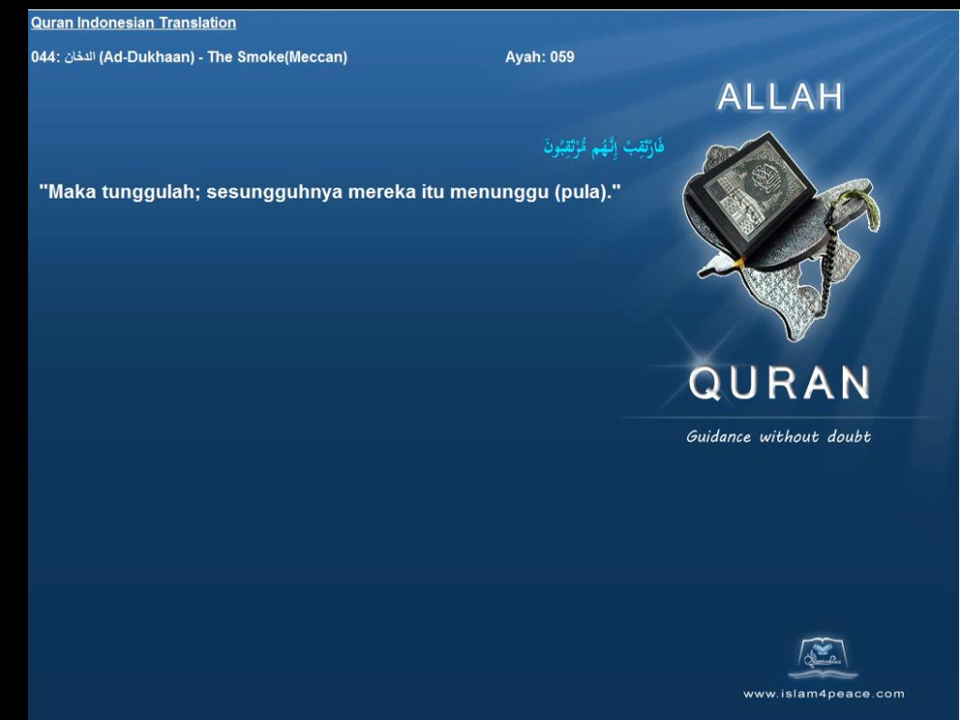 Quran Indonesian Translation
044: الدخان (Ad-Dukhaan) - The Smoke(Meccan) Ayah: 059
ALLAH
فَارْتَقِبْ إِنَّهُم مُّرْتَقِبُونَ
"Maka tunggulah; sesungguhnya mereka itu menunggu (pula)."
QURAN
Guidance without doubt
www.islam4peace.com